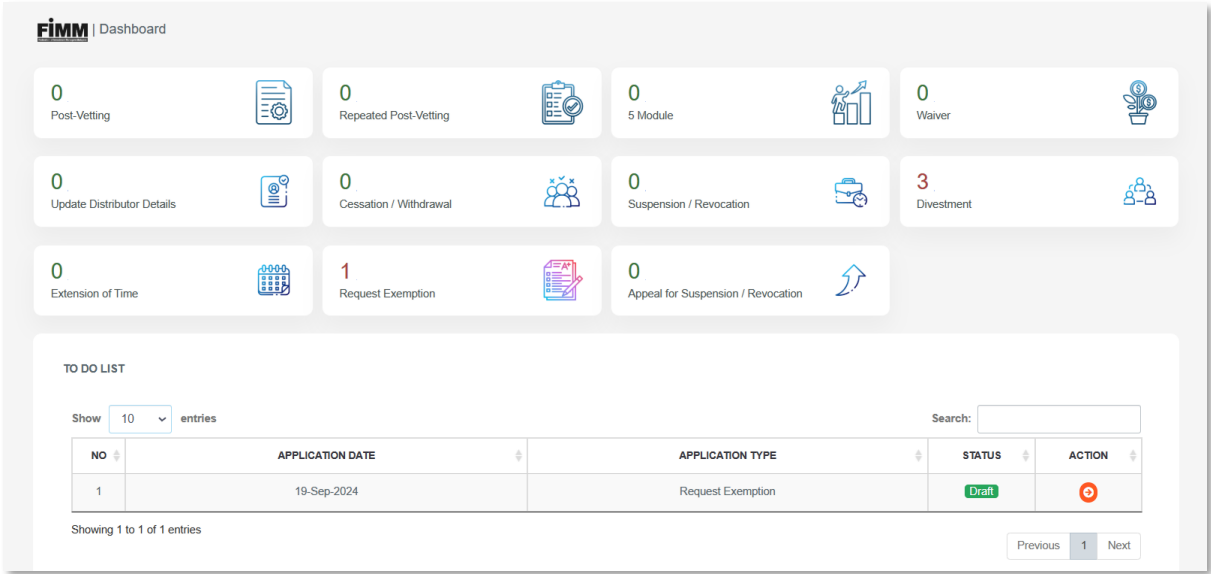 FiMM | Dashboard
0
Post-Vetting
0
Repeated Post-Vetting
0
5 Module
0
Waiver
0
Update Distributor Details
0
Cessation / Withdrawal
0
Suspension / Revocation
3
Divestment
0
Extension of Time
1
Request Exemption
A+
0
Appeal for Suspension / Revocation
TO DO LIST
Show 10 entries Search:
NO APPLICATION DATE APPLICATION TYPE STATUS ACTION
1 19-Sep-2024 Request Exemption Draft
Showing 1 to 1 of 1 entries
Previous 1 Next